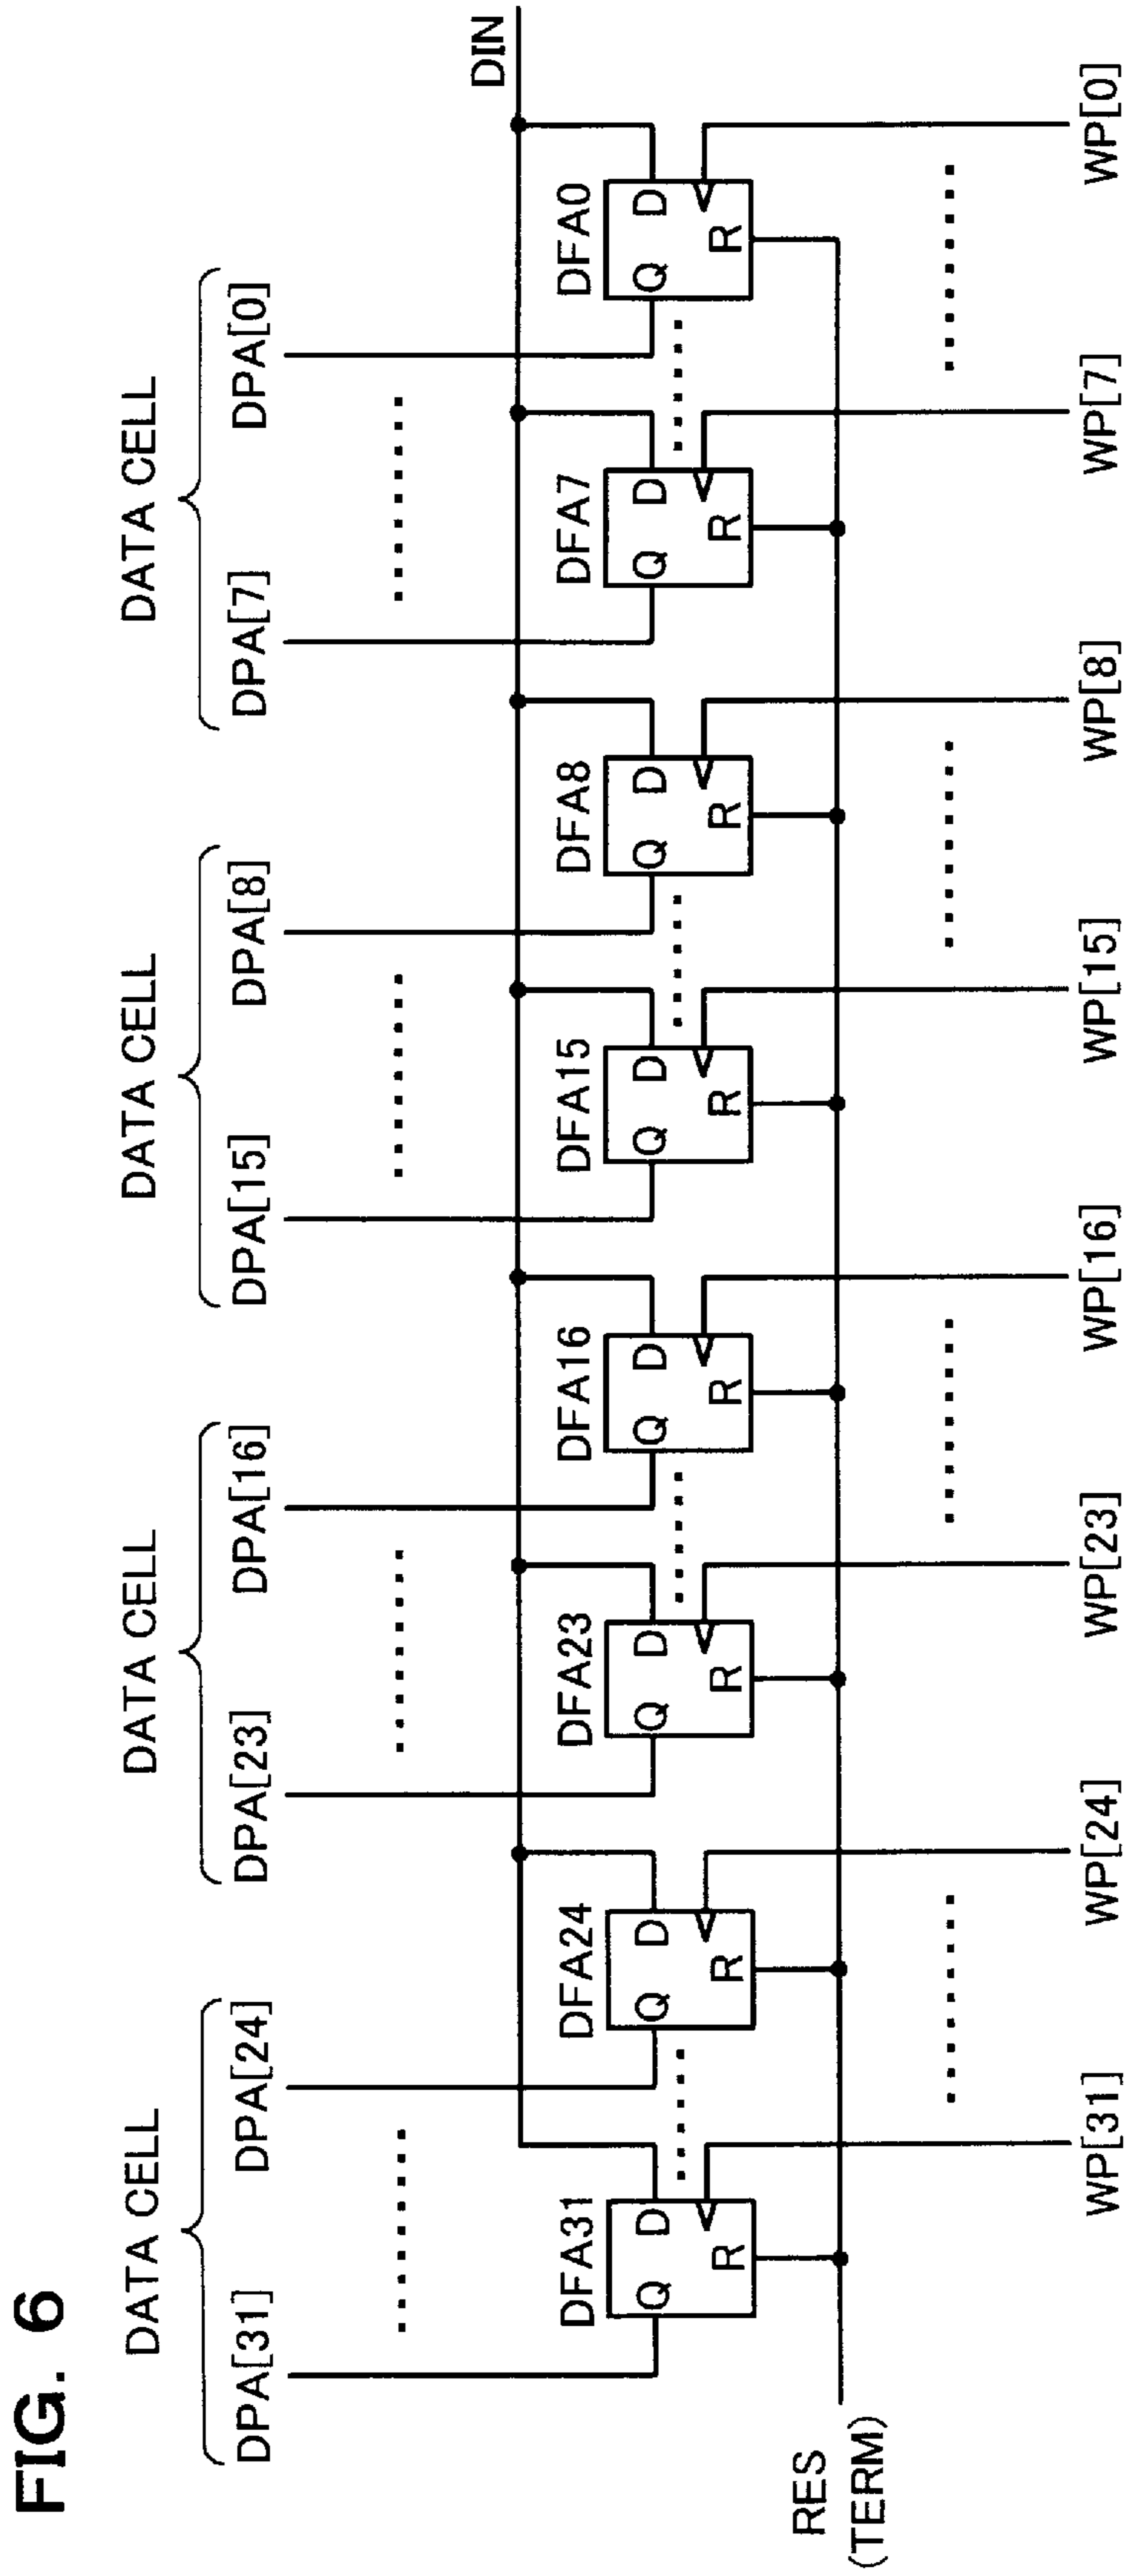 FIG. 6
DATA CELL DATA CELL DATA CELL DATA CELL
DPA[31] DPA[24] DPA[23] DPA[16] DPA[15] DPA[8] DPA[7] DPA[0]
DIN
DFA31 DFA24 DFA23 DFA16 DFA15 DFA8 DFA7 DFA0
Q D Q D Q D Q D Q D Q D Q D Q D
R R R R R R R R
RES
(TERM)
WP[31] WP[24] WP[23] WP[16] WP[15] WP[8] WP[7] WP[0]